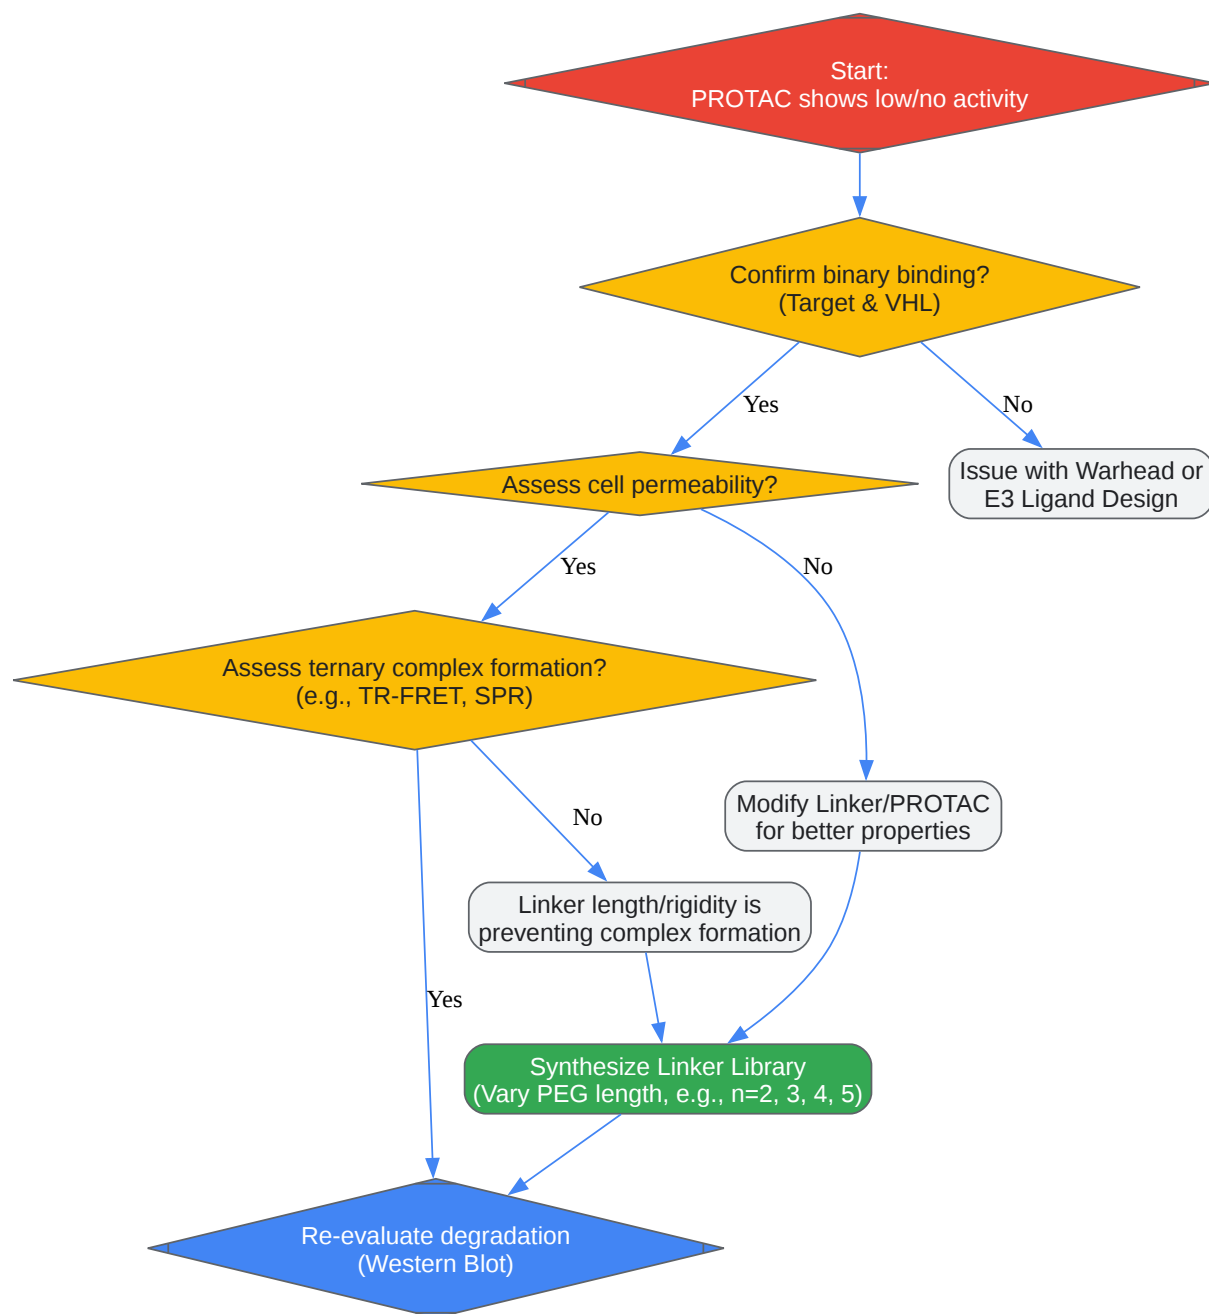 Start:
PROTAC shows low/no activity
Confirm binary binding?
(Target & VHL)
Yes
No
Assess cell permeability?
Issue with Warhead or
E3 Ligand Design
Yes
No
Assess ternary complex formation?
(e.g., TR-FRET, SPR)
Modify Linker/PROTAC
for better properties
No
Linker length/rigidity is
preventing complex formation
Yes
Synthesize Linker Library
(Vary PEG length, e.g., n=2, 3, 4, 5)
Re-evaluate degradation
(Western Blot)